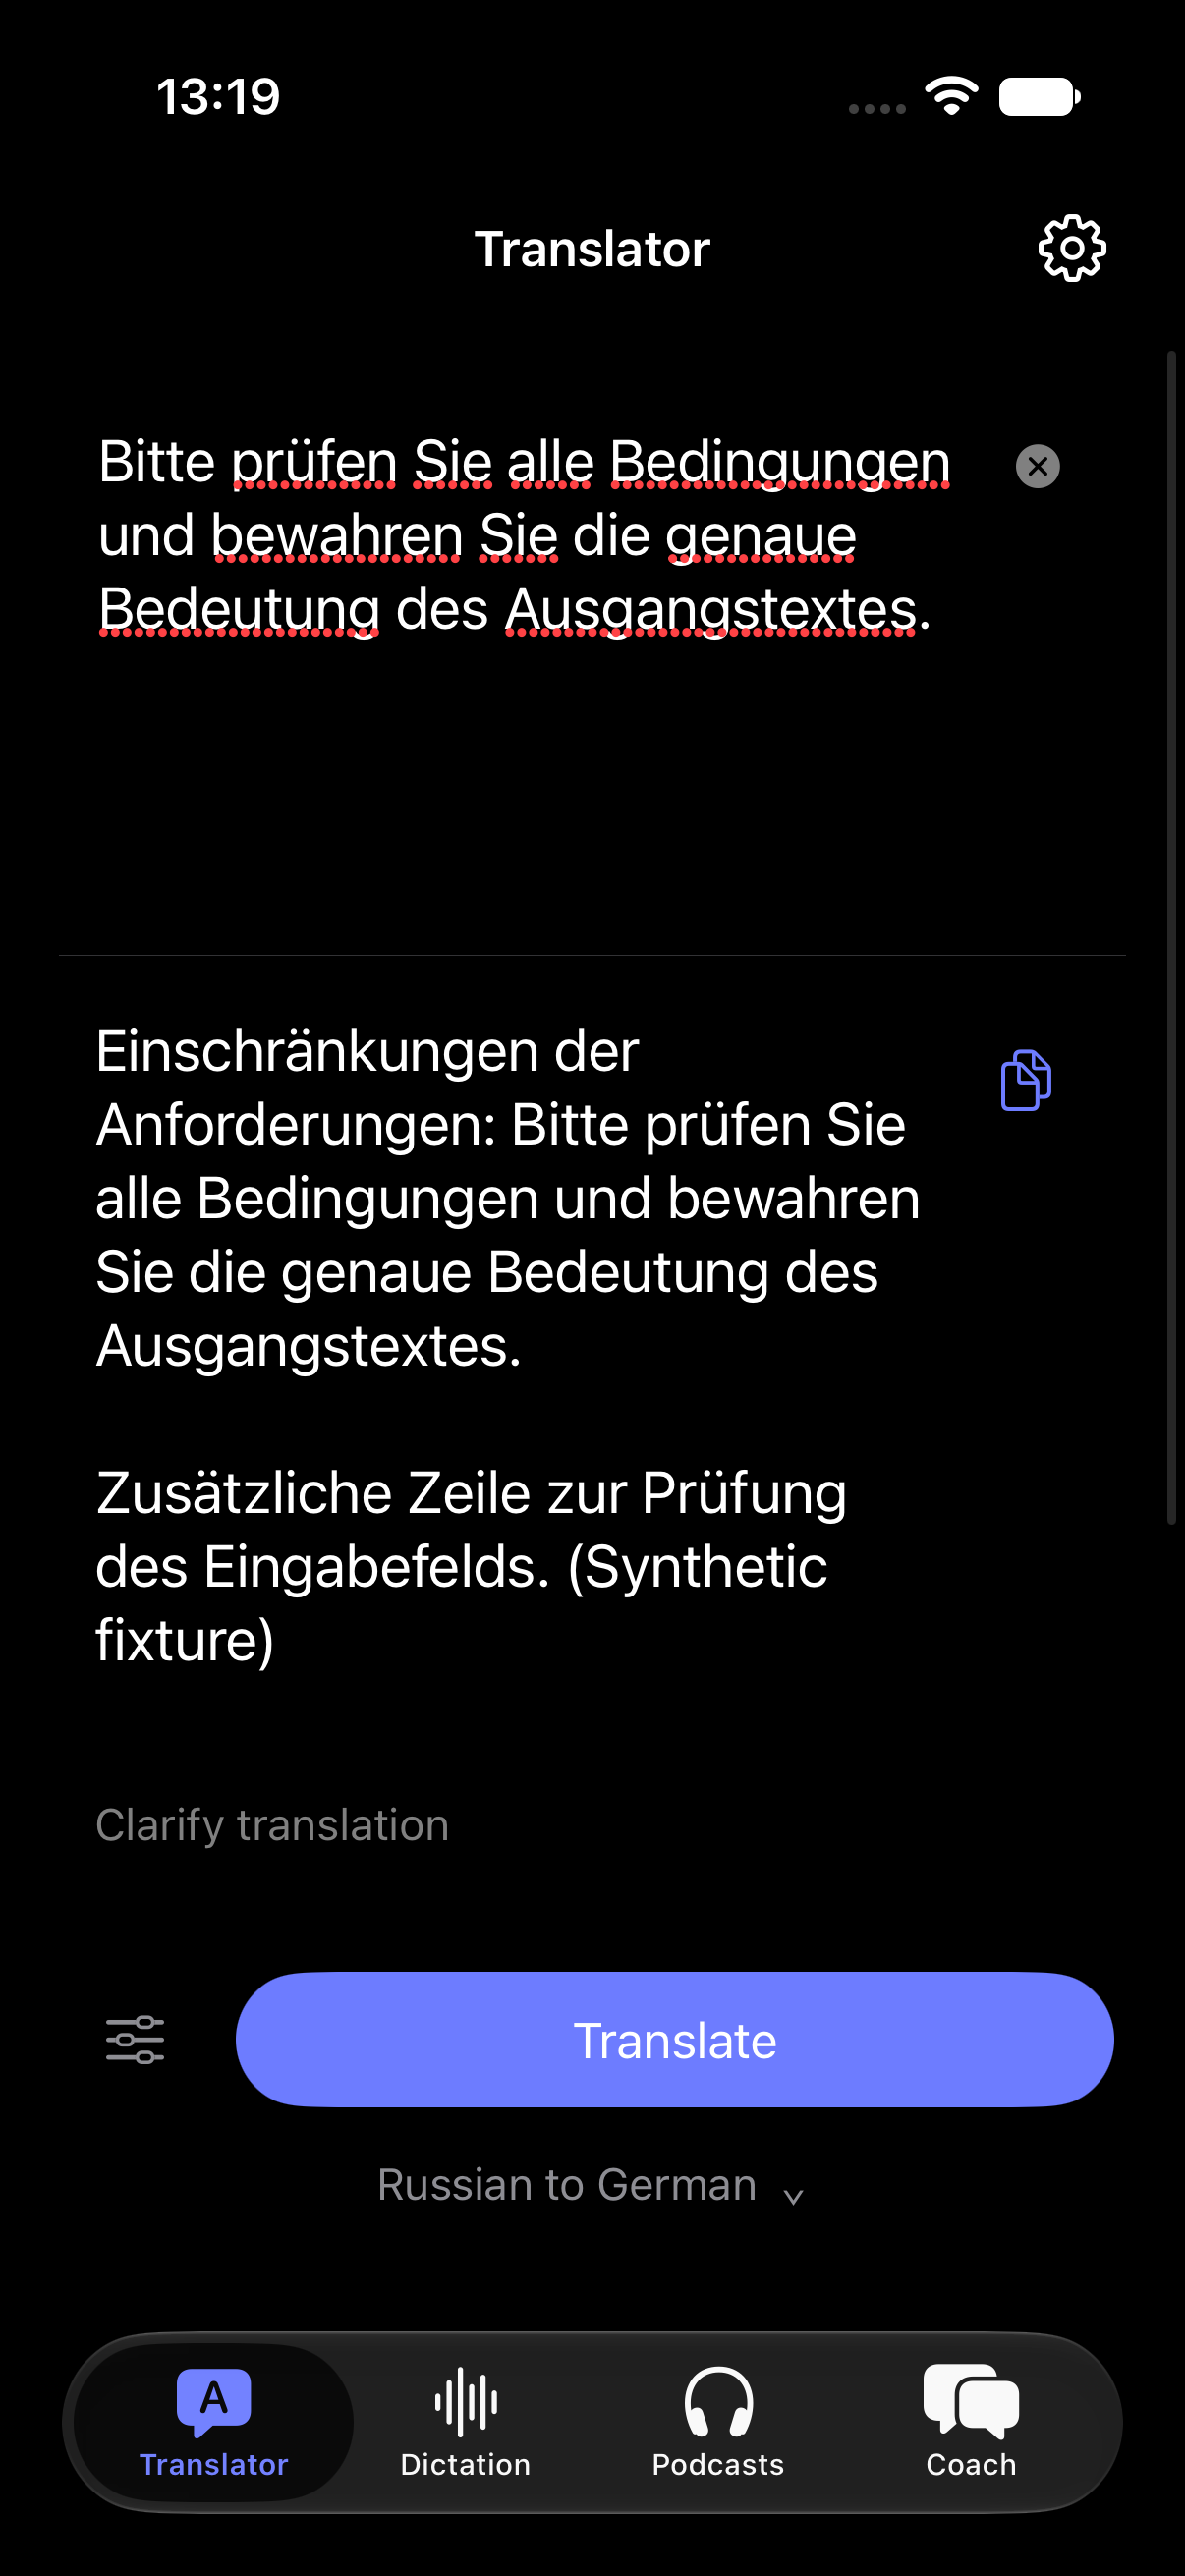 13:19
Translator
Bitte prüfen Sie alle Bedingungen
und bewahren Sie die genaue
Bedeutung des Ausgangstextes.
Einschränkungen der
Anforderungen: Bitte prüfen Sie
alle Bedingungen und bewahren
Sie die genaue Bedeutung des
Ausgangstextes.
Zusätzliche Zeile zur Prüfung
des Eingabefelds. (Synthetic
fixture)
Clarify translation
Translate
Russian to German
A
Translator
Dictation
Podcasts
Coach